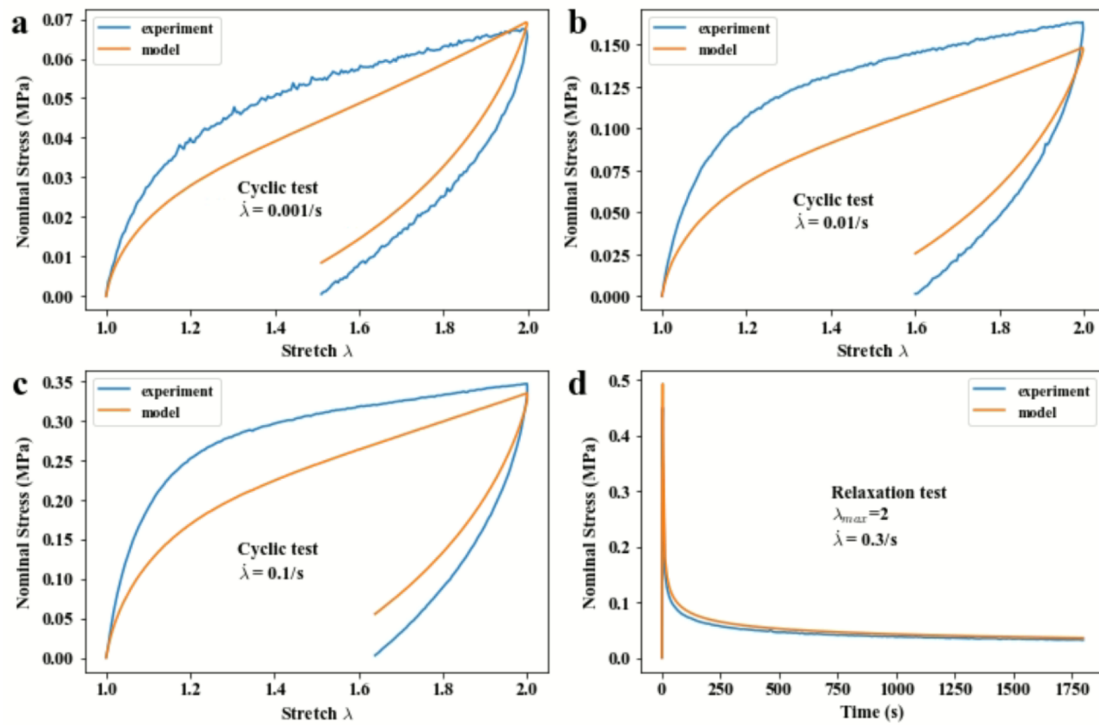 a
0.07
0.06
0.05
0.04
0.03
0.02
0.01
0.00
Nominal Stress (MPa)
experiment
model
Cyclic test
λ̇ = 0.001/s
1.0 1.2 1.4 1.6 1.8 2.0
Stretch λ
b
0.150
0.125
0.100
0.075
0.050
0.025
0.000
Nominal Stress (MPa)
experiment
model
Cyclic test
λ̇ = 0.01/s
1.0 1.2 1.4 1.6 1.8 2.0
Stretch λ
c
0.35
0.30
0.25
0.20
0.15
0.10
0.05
0.00
Nominal Stress (MPa)
experiment
model
Cyclic test
λ̇ = 0.1/s
1.0 1.2 1.4 1.6 1.8 2.0
Stretch λ
d
0.5
0.4
0.3
0.2
0.1
0.0
Nominal Stress (MPa)
experiment
model
Relaxation test
λmax=2
λ̇ = 0.3/s
0 250 500 750 1000 1250 1500 1750
Time (s)